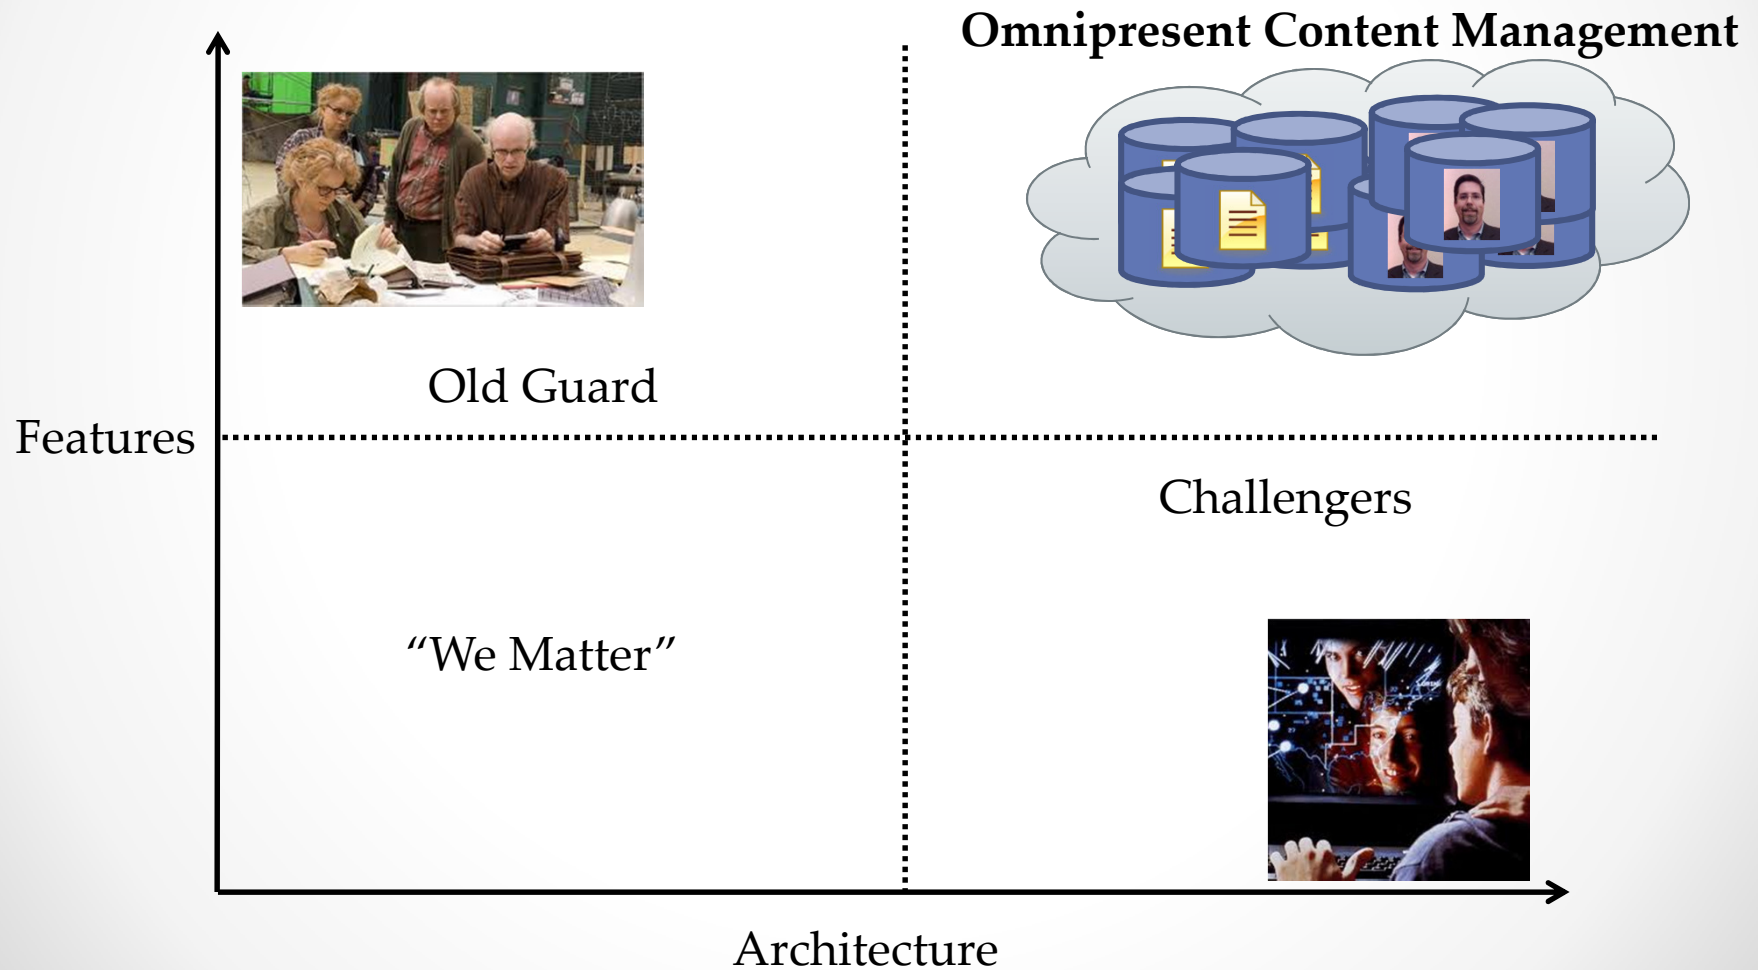 Omnipresent Content Management
Old Guard
Features
Challengers
“We Matter”
Architecture